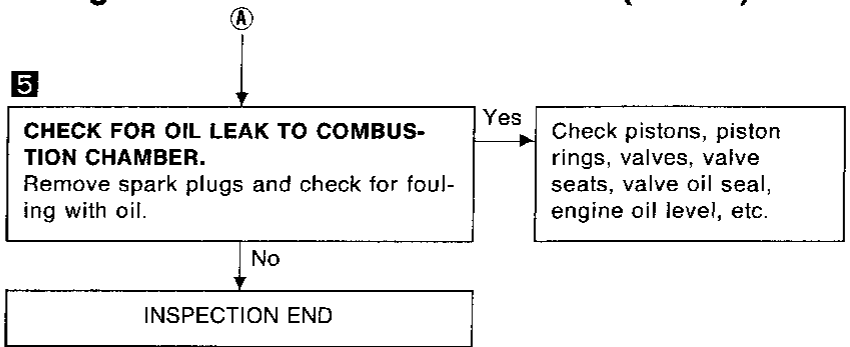 Ⓐ
5
CHECK FOR OIL LEAK TO COMBUS-
TION CHAMBER.
Remove spark plugs and check for foul-
ing with oil.
Yes
Check pistons, piston
rings, valves, valve
seats, valve oil seal,
engine oil level, etc.
No
INSPECTION END